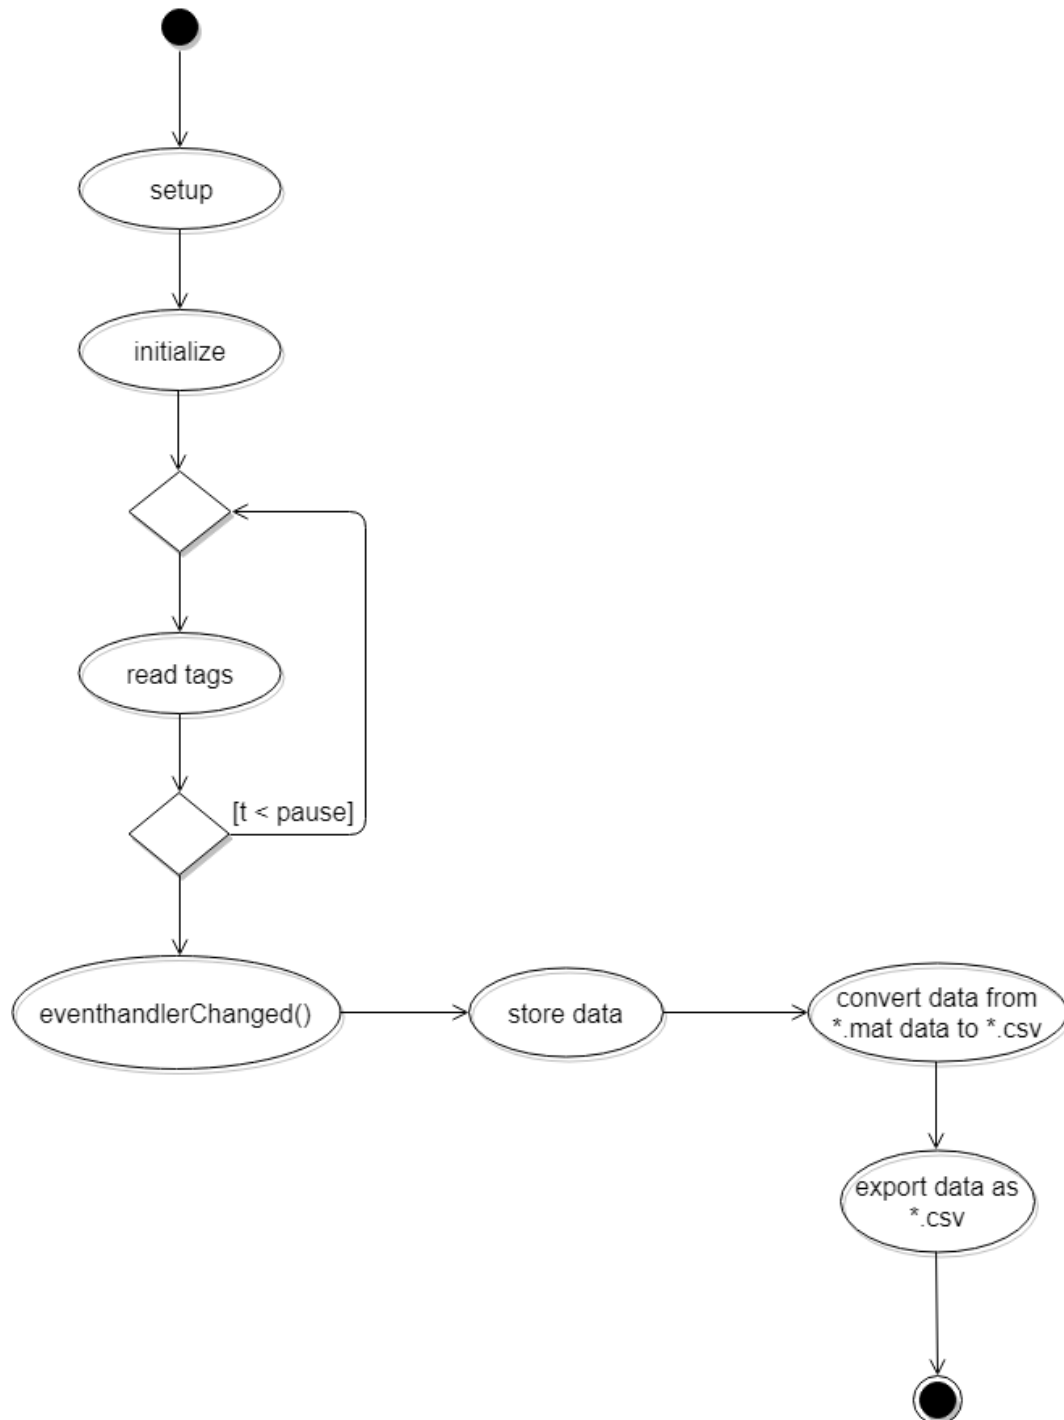 setup
initialize
read tags
[t < pause]
eventhandlerChanged()
store data
convert data from
*.mat data to *.csv
export data as
*.csv